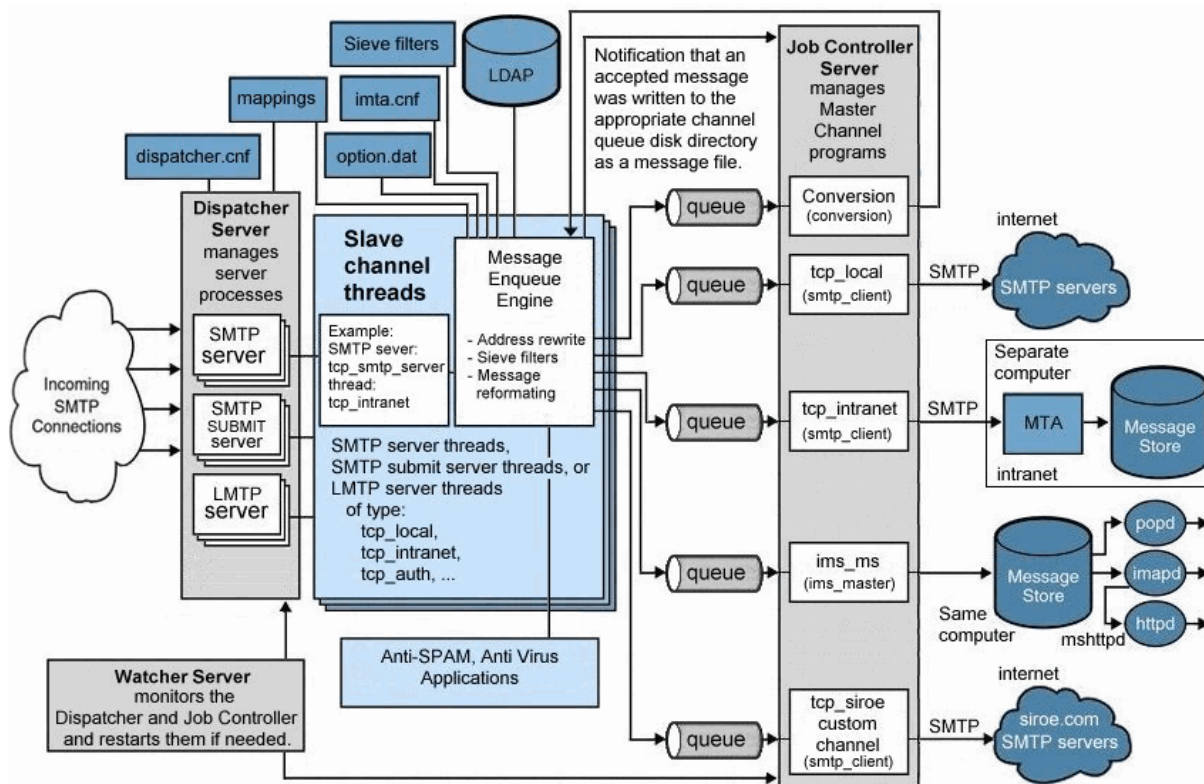 Sieve filters
LDAP
mappings
imta.cnf
dispatcher.cnf
option.dat
Notification that an
accepted message
was written to the
appropriate channel
queue disk directory
as a message file.
Job Controller
Server
manages
Master
Channel
programs
Dispatcher
Server
manages
server
processes
SMTP
server
SMTP
SUBMIT
server
LMTP
server
Incoming
SMTP
Connections
Slave
channel
threads
Example:
SMTP sever:
tcp_smtp_server
thread:
tcp_intranet
Message
Enqueue
Engine
- Address rewrite
- Sieve filters
- Message
reformating
SMTP server threads,
SMTP submit server threads, or
LMTP server threads
of type:
tcp_local,
tcp_intranet,
tcp_auth, ...
Anti-SPAM, Anti Virus
Applications
Watcher Server
monitors the
Dispatcher and Job Controller
and restarts them if needed.
queue
Conversion
(conversion)
queue
tcp_local
(smtp_client)
SMTP
internet
SMTP servers
queue
tcp_intranet
(smtp_client)
SMTP
Separate
computer
MTA
Message
Store
intranet
queue
ims_ms
(ims_master)
Message
Store
Same
computer
popd
imapd
mshttpd
httpd
queue
tcp_siroe
custom
channel
(smtp_client)
SMTP
internet
siroe.com
SMTP servers